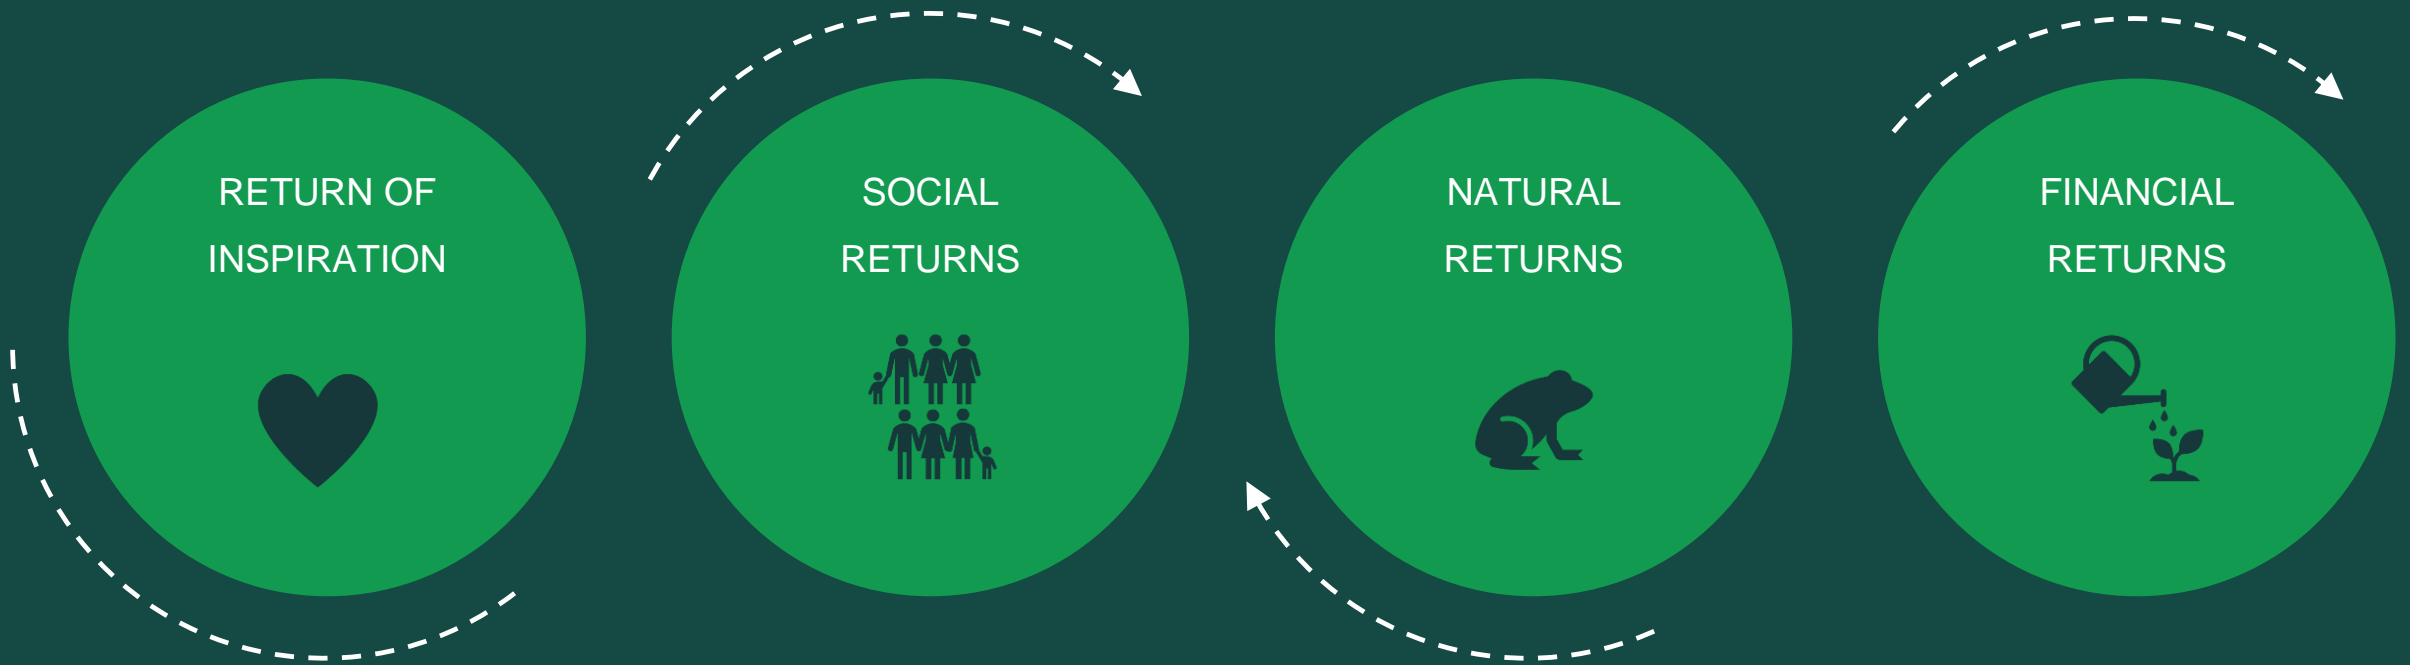 RETURN OF
INSPIRATION
SOCIAL
RETURNS
NATURAL
RETURNS
FINANCIAL
RETURNS